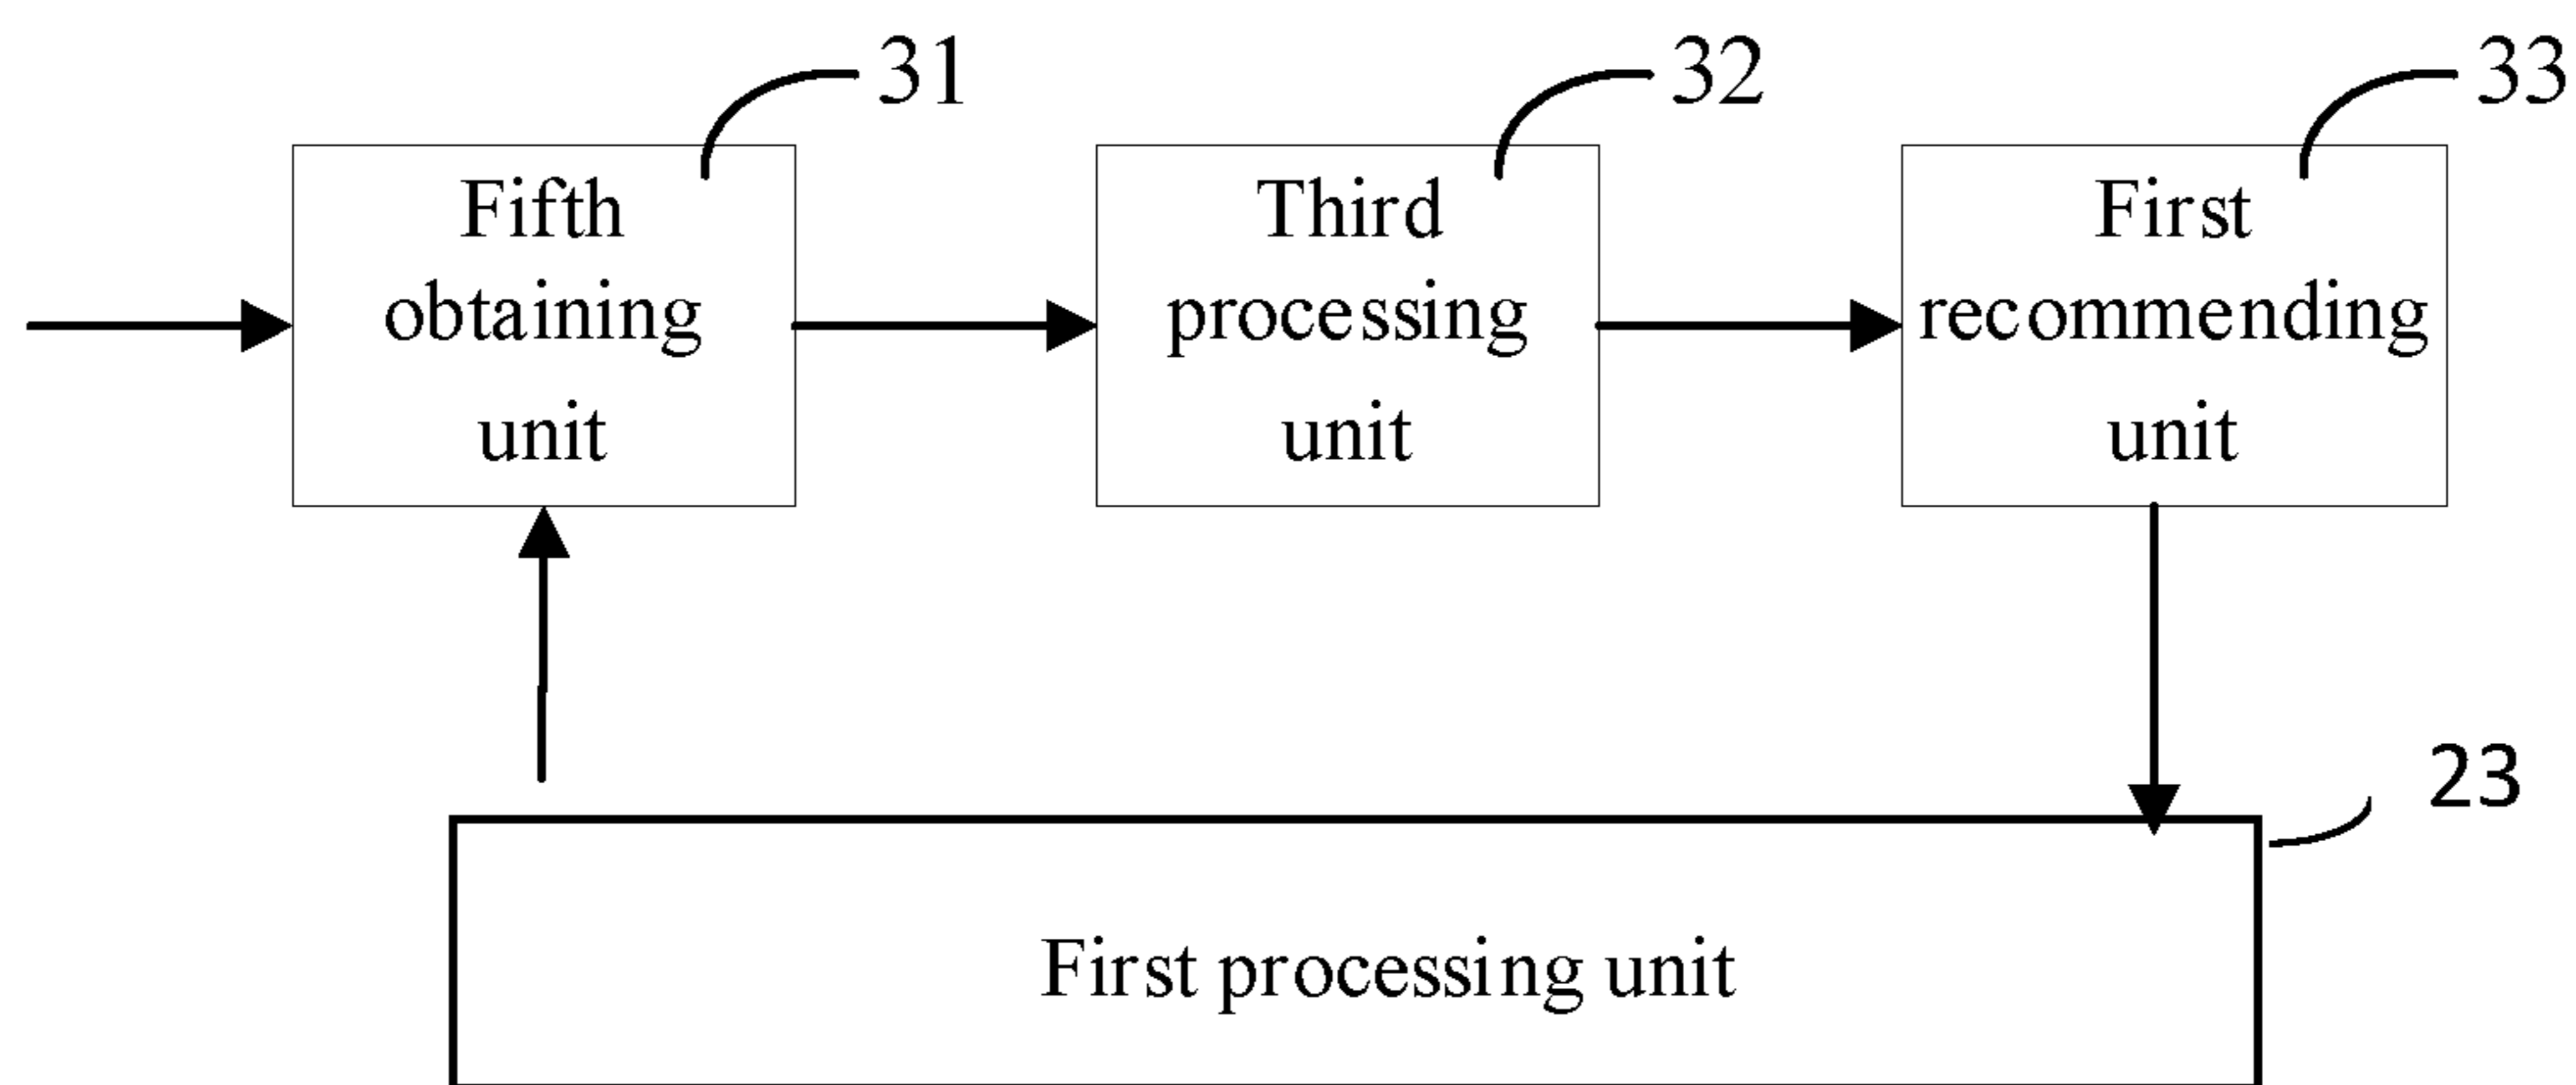 31
32
33
Fifth
obtaining
unit
Third
processing
unit
First
recommending
unit
23
First processing unit